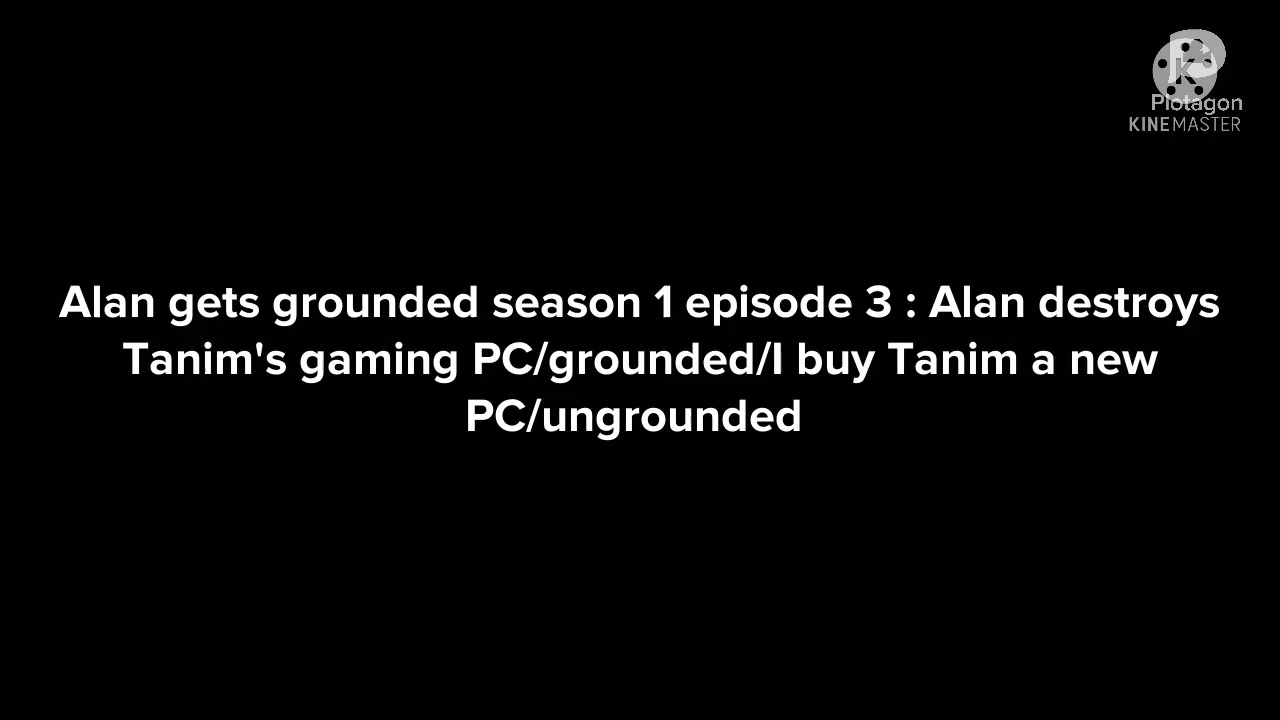 Plotagon
KINEMASTER
Alan gets grounded season 1 episode 3 : Alan destroys
Tanim's gaming PC/grounded/I buy Tanim a new
PC/ungrounded